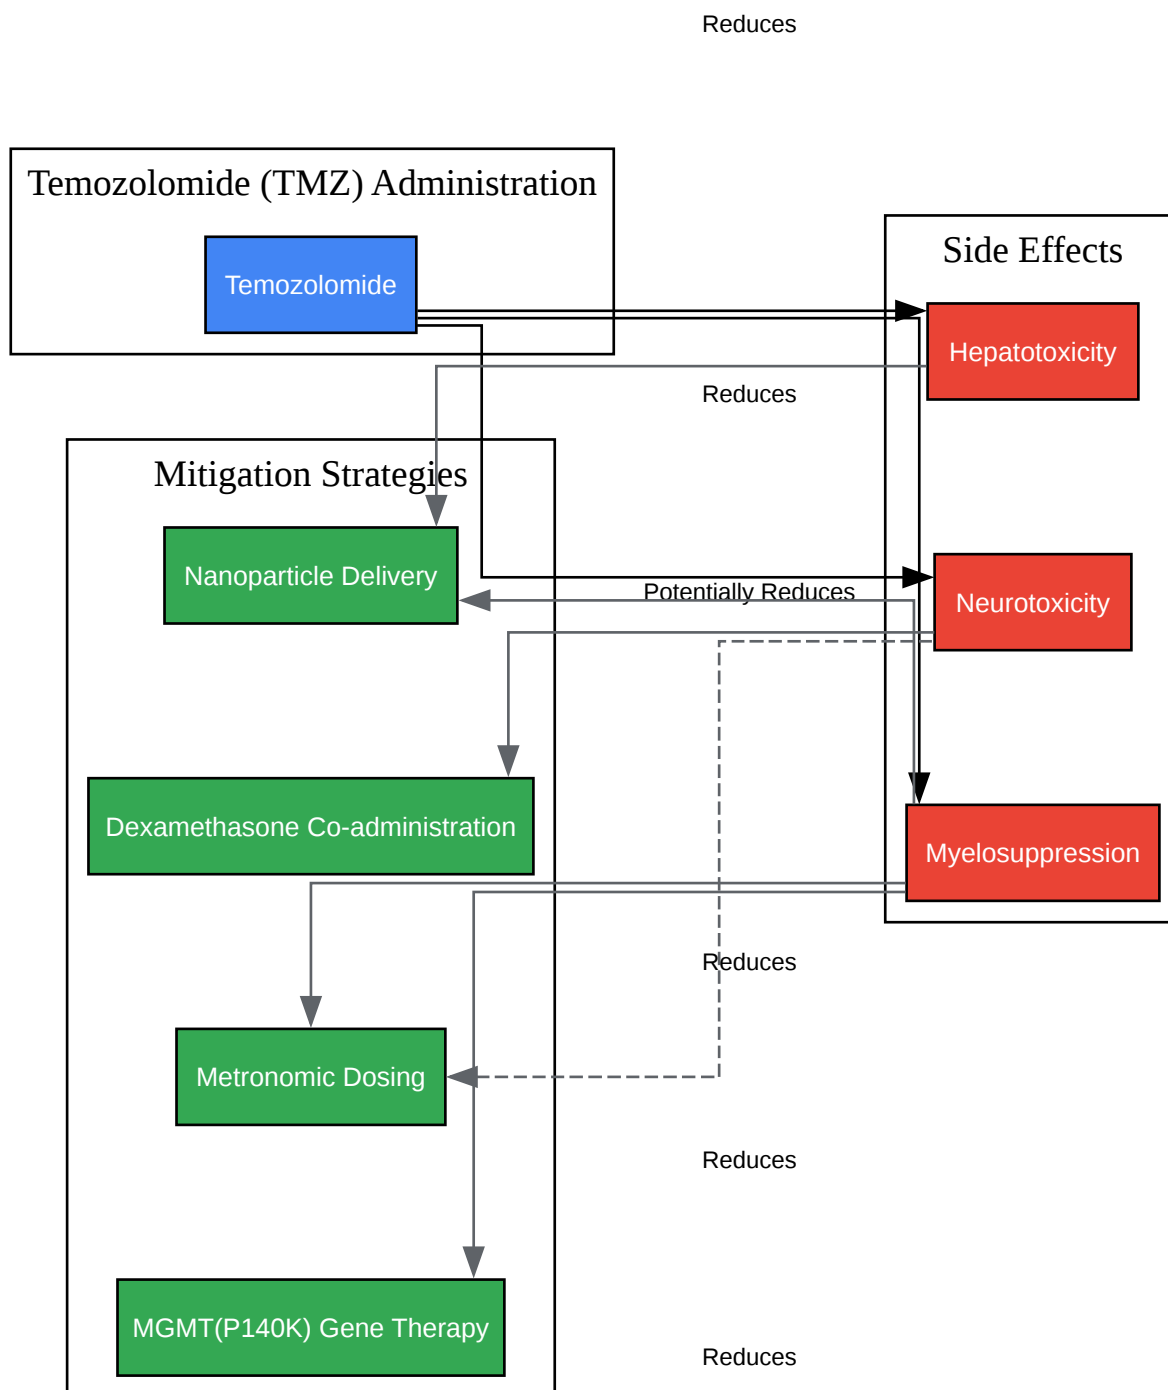 Reduces
Temozolomide (TMZ) Administration
Temozolomide
Side Effects
Hepatotoxicity
Reduces
Mitigation Strategies
Nanoparticle Delivery
Potentially Reduces
Neurotoxicity
Dexamethasone Co-administration
Myelosuppression
Reduces
Metronomic Dosing
Reduces
MGMT(P140K) Gene Therapy
Reduces